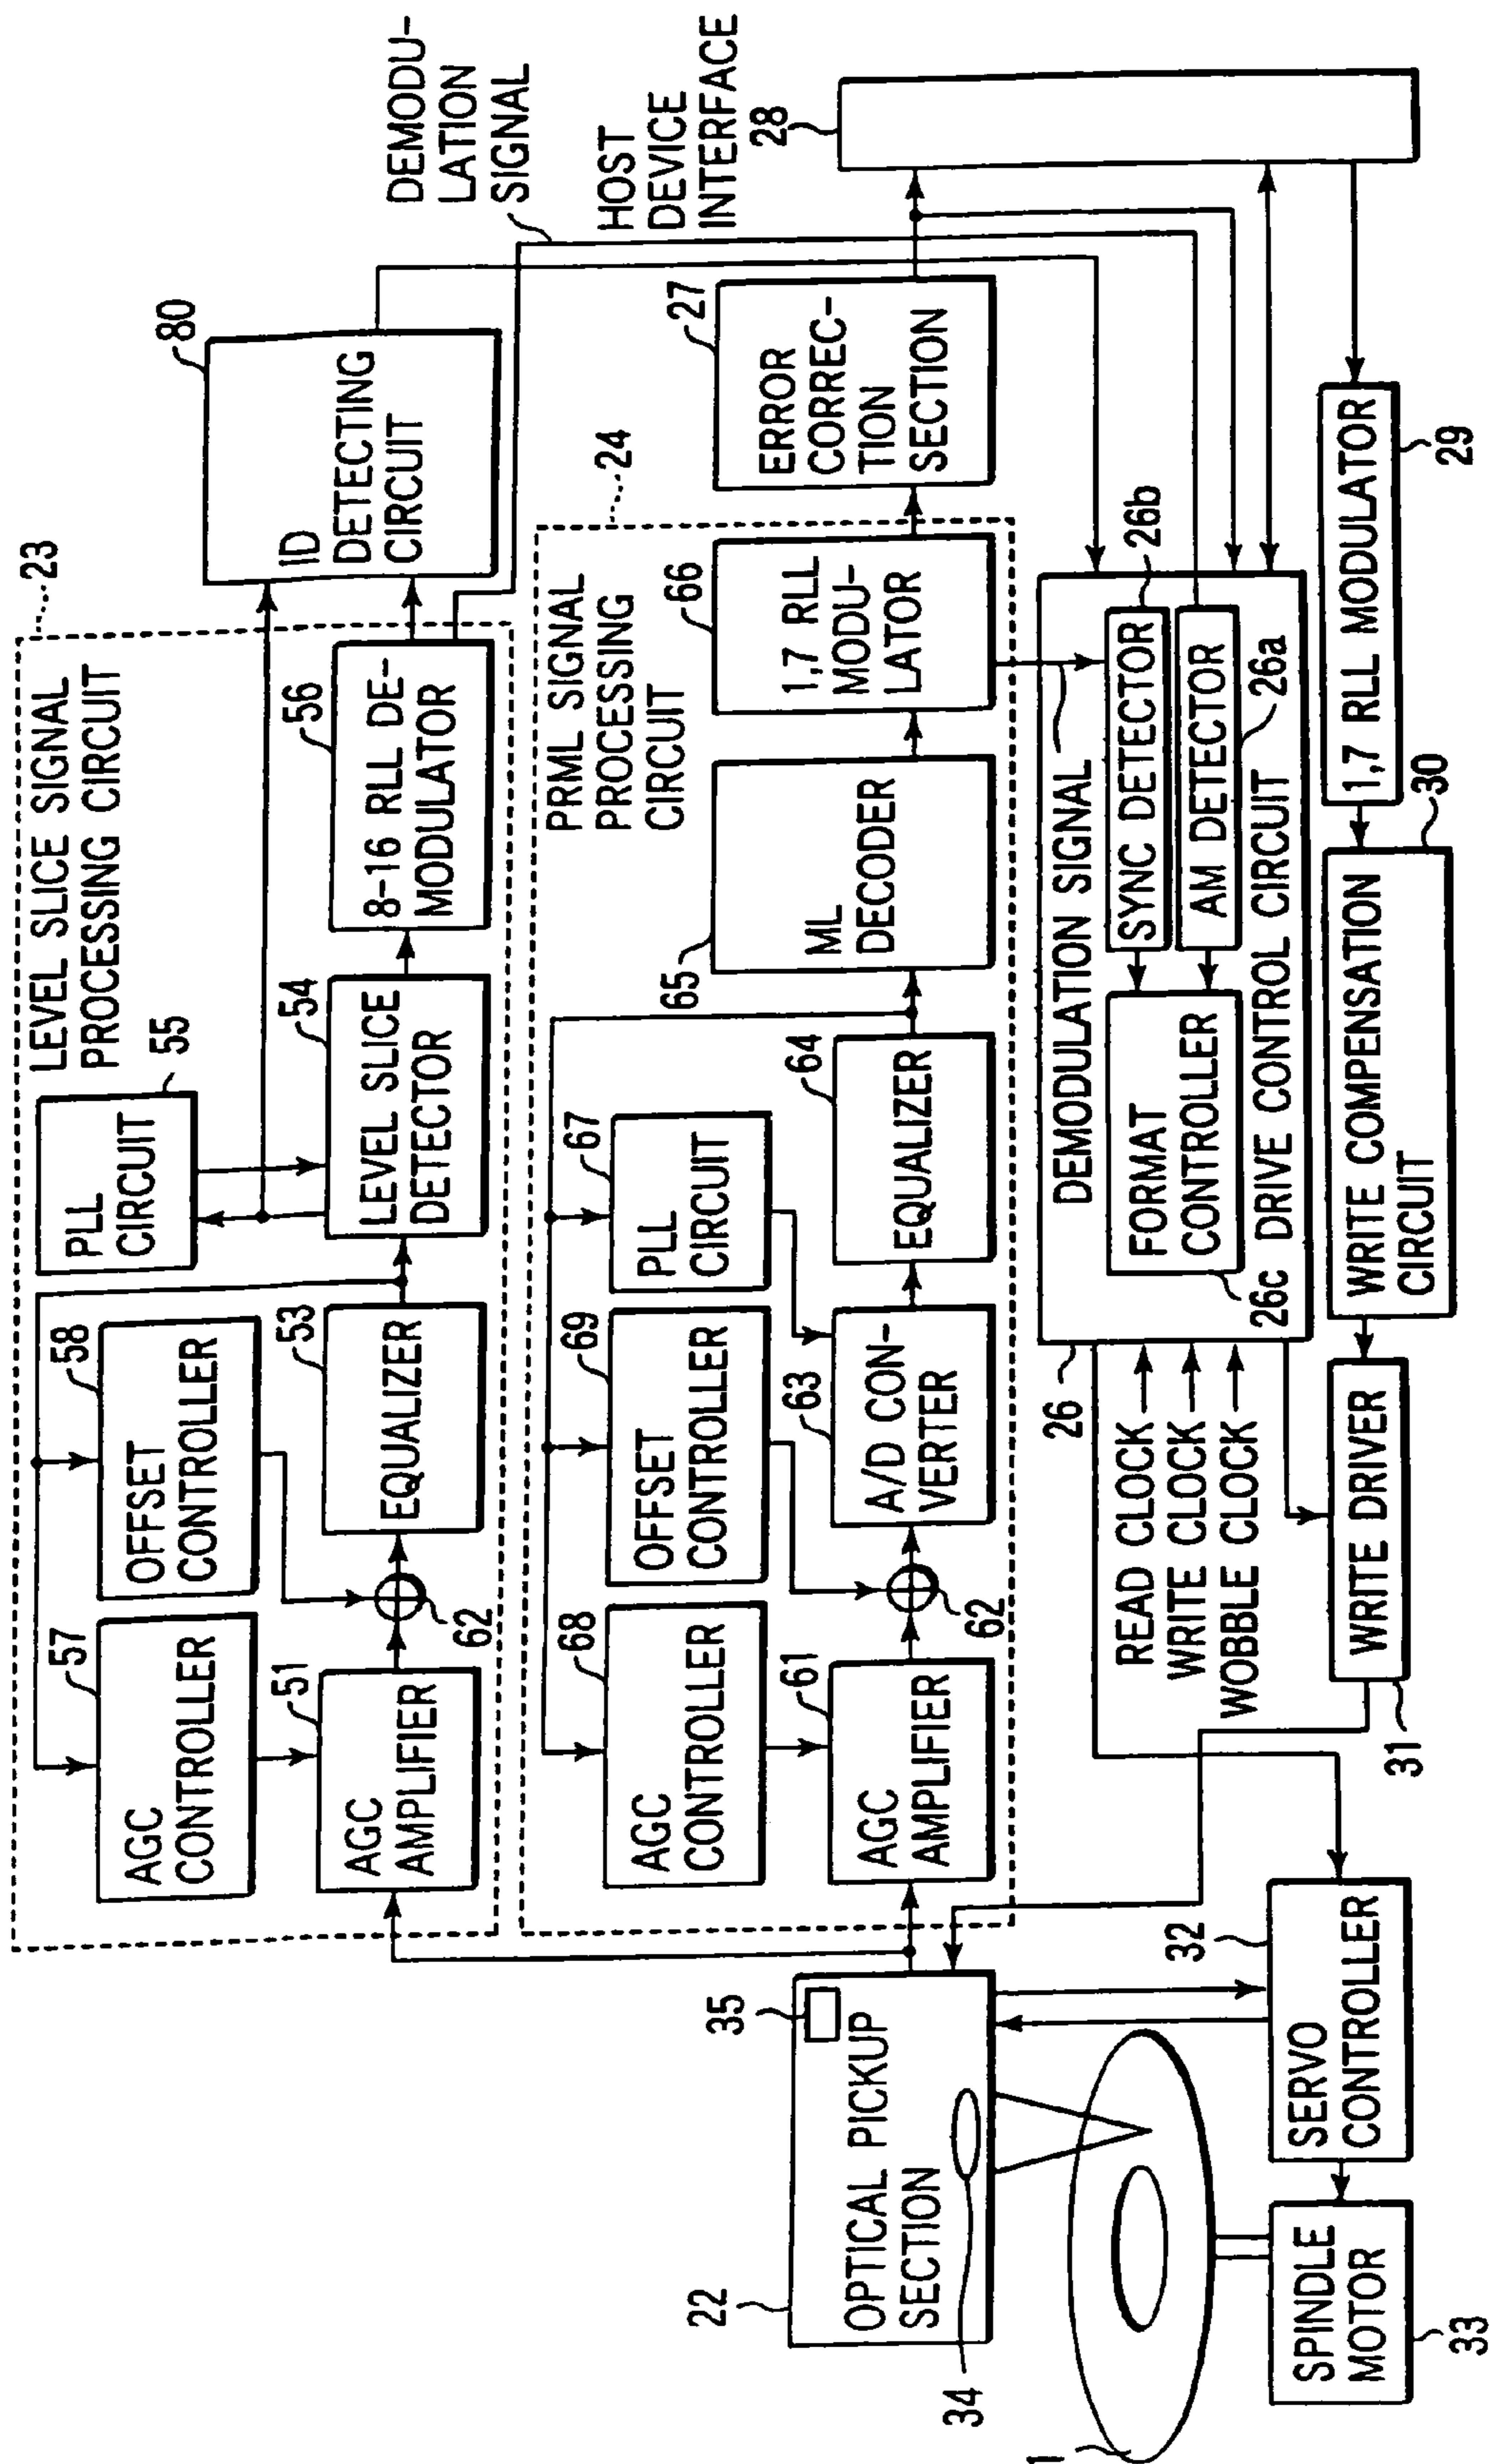 LEVEL SLICE SIGNAL
PROCESSING CIRCUIT
23
57
AGC
CONTROLLER
58
OFFSET
CONTROLLER
PLL
CIRCUIT
55
80
ID
DETECTING
CIRCUIT
51
AGC
AMPLIFIER
62
53
EQUALIZER
54
LEVEL SLICE
DETECTOR
56
8-16 RLL DE-
MODULATOR
DEMODU-
LATION
SIGNAL
PRML SIGNAL
PROCESSING
CIRCUIT
24
68
AGC
CONTROLLER
69
OFFSET
CONTROLLER
67
PLL
CIRCUIT
HOST
DEVICE
INTERFACE
28
22
OPTICAL PICKUP
SECTION
35
34
61
AGC
AMPLIFIER
62
63
A/D CON-
VERTER
64
EQUALIZER
65
ML
DECODER
66
1,7 RLL
MODU-
LATOR
27
ERROR
CORREC-
TION
SECTION
1
26
READ CLOCK
WRITE CLOCK
WOBBLE CLOCK
DEMODULATION SIGNAL
FORMAT
CONTROLLER
26c
SYNC DETECTOR
26b
AM DETECTOR
26a
DRIVE CONTROL CIRCUIT
SPINDLE
MOTOR
33
32
SERVO
CONTROLLER
WRITE DRIVER
31
WRITE COMPENSATION
CIRCUIT
30
1,7 RLL MODULATOR
29